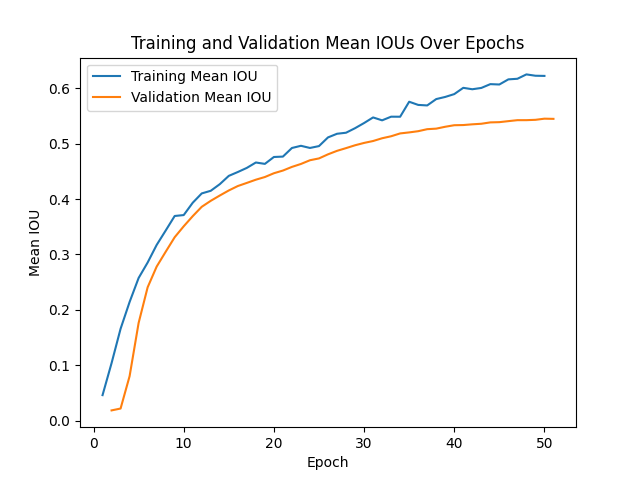 Training and Validation Mean IOUs Over Epochs
Training Mean IOU
Validation Mean IOU
Mean IOU
0.6
0.5
0.4
0.3
0.2
0.1
0.0
0 10 20 30 40 50
Epoch